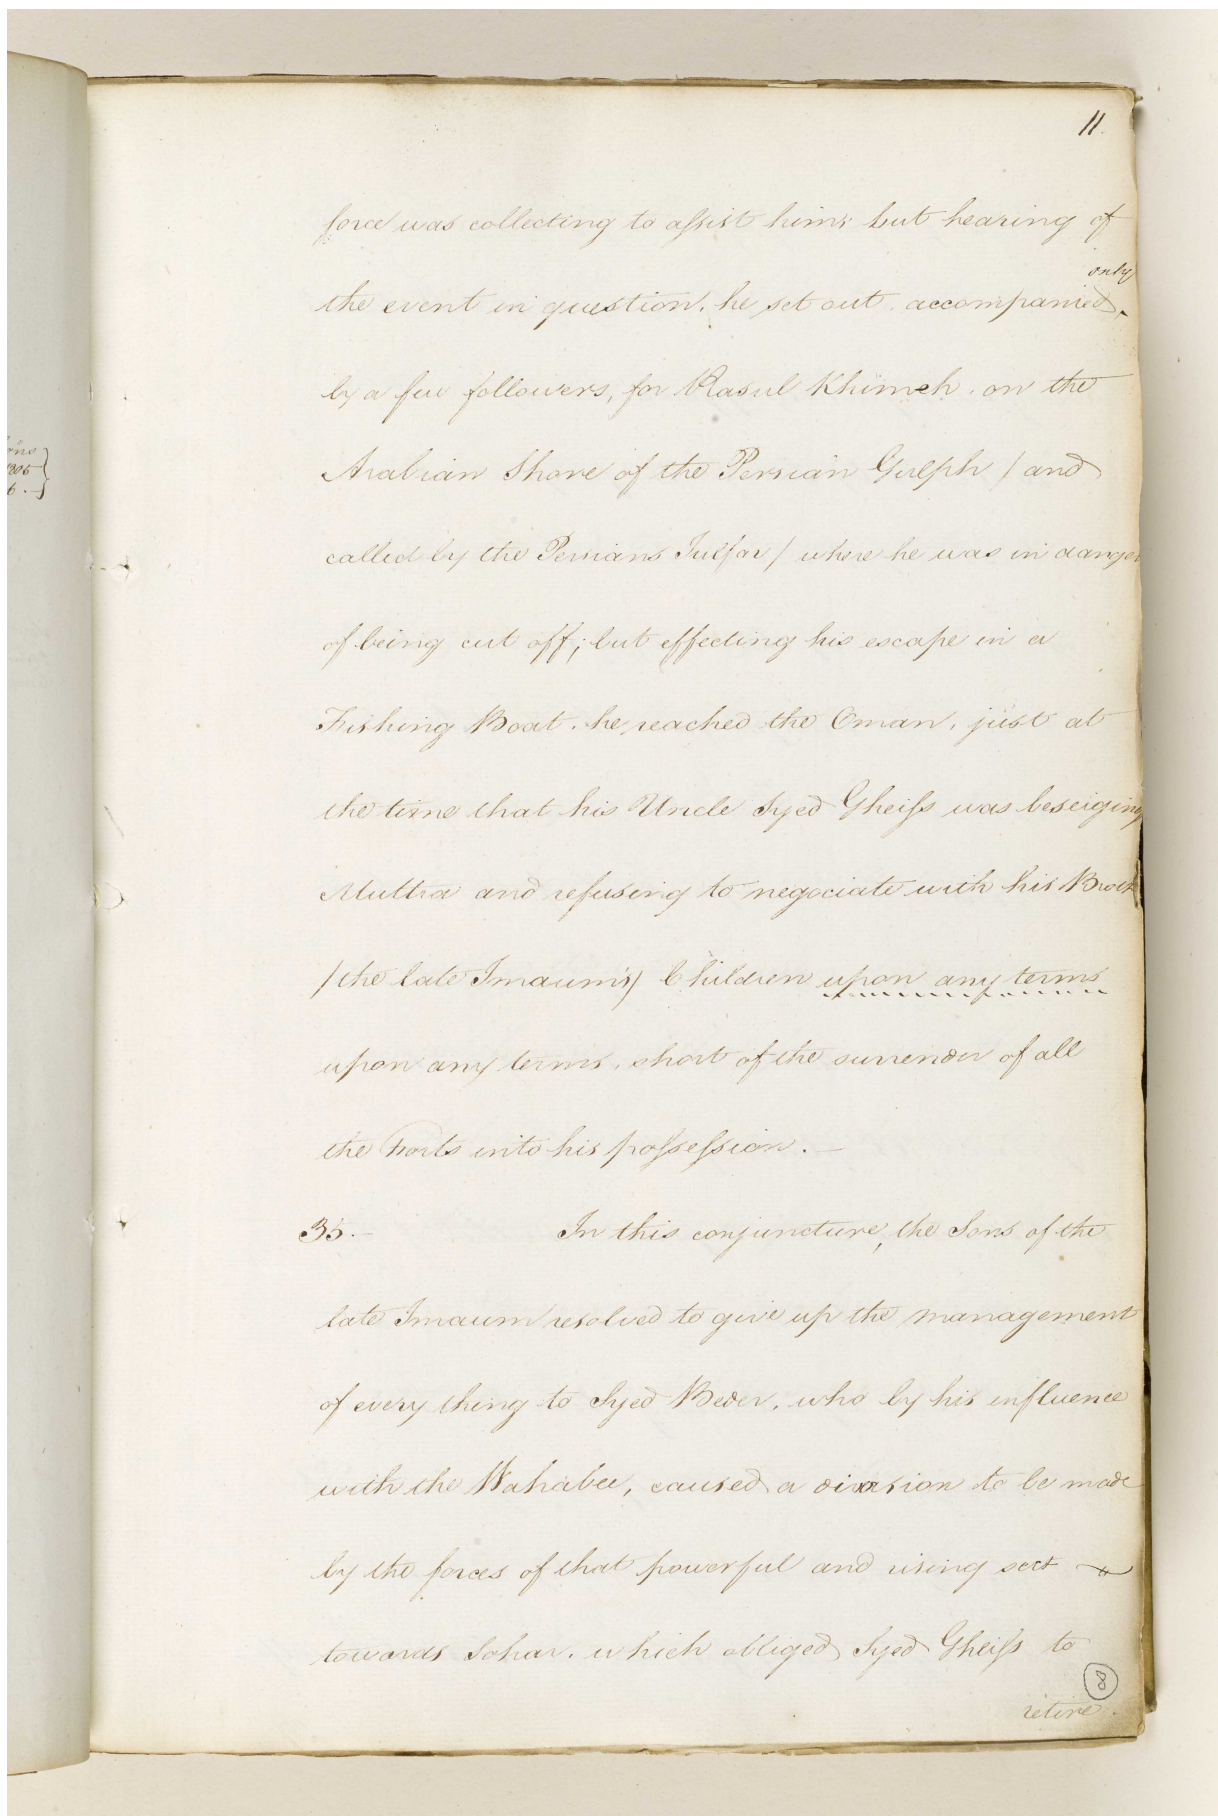 11.
force was collecting to assist him; but hearing of
only
the event in question, he set out, accompanied,
by a few followers, for Rasul Khimeh, on the
Arabian Shore of the Persian Gulph / and
called by the Persians Julfar / where he was in danger
of being cut off; but effecting his escape in a
Fishing Boat, he reached the Oman, just at
the time that his Uncle Syed Gheiss was beseiging
Muttra and refusing to negociate with his Broth
/ the late Imaum's / Children upon any terms
upon any terms, short of the surrender of all
the Forts into his possession. —
35. — In this conjuncture, the Sons of the
late Imaum resolved to give up the management
of every thing to Syed Beder, who by his influence
with the Wahabee, caused a diversion to be made
by the forces of that powerful and rising sect
towards Sohar, which obliged Syed Gheiss to
8
retire.